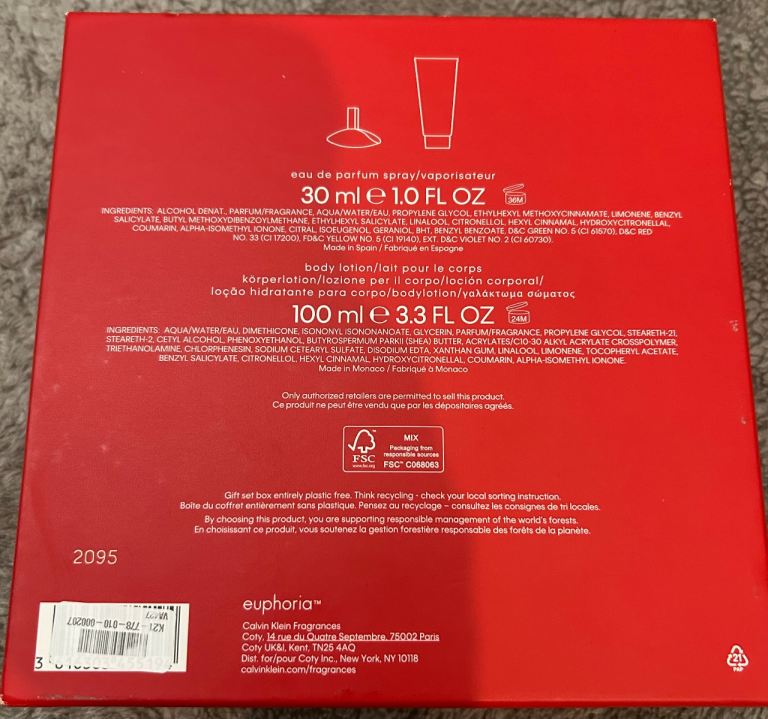 eau de parfum spray/vaporisateur
30 ml e 1.0 FL OZ 36M
INGREDIENTS: ALCOHOL DENAT., PARFUM/FRAGRANCE, AQUA/WATER/EAU, PROPYLENE GLYCOL, ETHYLHEXYL METHOXYCINNAMATE, LIMONENE, BENZYL
SALICYLATE, BUTYL METHOXYDIBENZOYLMETHANE, ETHYLHEXYL SALICYLATE, LINALOOL, CITRONELLOL, HEXYL CINNAMAL, HYDROXYCITRONELLAL,
COUMARIN, ALPHA-ISOMETHYL IONONE, CITRAL, ISOEUGENOL, GERANIOL, BHT, BENZYL BENZOATE, D&C GREEN NO. 5 (CI 61570), D&C RED
NO. 33 (CI 17200), FD&C YELLOW NO. 5 (CI 19140), EXT. D&C VIOLET NO. 2 (CI 60730).
Made in Spain / Fabriqué en Espagne
body lotion/lait pour le corps
körperlotion/lozione per il corpo/loción corporal/
loção hidratante para corpo/bodylotion/γαλάκτωμα σώματος
100 ml e 3.3 FL OZ 24M
INGREDIENTS: AQUA/WATER/EAU, DIMETHICONE, ISONONYL ISONONANOATE, GLYCERIN, PARFUM/FRAGRANCE, PROPYLENE GLYCOL, STEARETH-21,
STEARETH-2, CETYL ALCOHOL, PHENOXYETHANOL, BUTYROSPERMUM PARKII (SHEA) BUTTER, ACRYLATES/C10-30 ALKYL ACRYLATE CROSSPOLYMER,
TRIETHANOLAMINE, CHLORPHENESIN, SODIUM CETEARYL SULFATE, DISODIUM EDTA, XANTHAN GUM, LINALOOL, LIMONENE, TOCOPHERYL ACETATE,
BENZYL SALICYLATE, CITRONELLOL, HEXYL CINNAMAL, HYDROXYCITRONELLAL, COUMARIN, ALPHA-ISOMETHYL IONONE.
Made in Monaco / Fabriqué à Monaco
Only authorized retailers are permitted to sell this product.
Ce produit ne peut être vendu que par les dépositaires agréés.
FSC
www.fsc.org
MIX
Packaging from
responsible sources
FSC™ C068063
Gift set box entirely plastic free. Think recycling - check your local sorting instruction.
Boîte du coffret entièrement sans plastique. Pensez au recyclage – consultez les consignes de tri locales.
By choosing this product, you are supporting responsible management of the world's forests.
En choisissant ce produit, vous soutenez la gestion forestière responsable des forêts de la planète.
2095
K21-778-010-000207
euphoria™
Calvin Klein Fragrances
Coty, 14 rue du Quatre Septembre, 75002 Paris
Coty UK&I, Kent, TN25 4AQ
Dist. for/pour Coty Inc., New York, NY 10118
calvinklein.com/fragrances
21
PAP